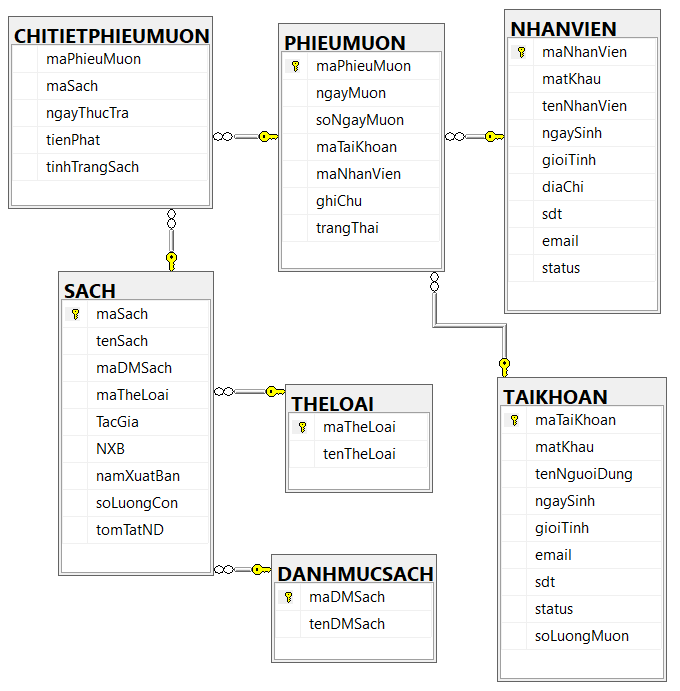 CHITIETPHIEUMUON
maPhieuMuon
maSach
ngayThucTra
tienPhat
tinhTrangSach
PHIEUMUON
maPhieuMuon
ngayMuon
soNgayMuon
maTaiKhoan
maNhanVien
ghiChu
trangThai
NHANVIEN
maNhanVien
matKhau
tenNhanVien
ngaySinh
gioiTinh
diaChi
sdt
email
status
SACH
maSach
tenSach
maDMSach
maTheLoai
TacGia
NXB
namXuatBan
soLuongCon
tomTatND
THELOAI
maTheLoai
tenTheLoai
TAIKHOAN
maTaiKhoan
matKhau
tenNguoiDung
ngaySinh
gioiTinh
email
sdt
status
soLuongMuon
DANHMUCSACH
maDMSach
tenDMSach